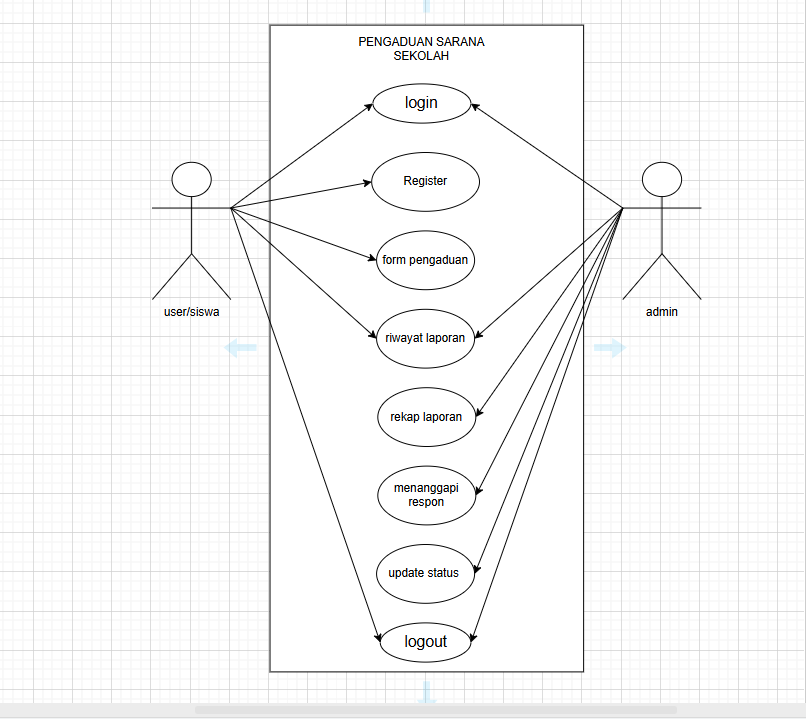 PENGADUAN SARANA
SEKOLAH
login
Register
form pengaduan
user/siswa
admin
riwayat laporan
rekap laporan
menanggapi
respon
update status
logout